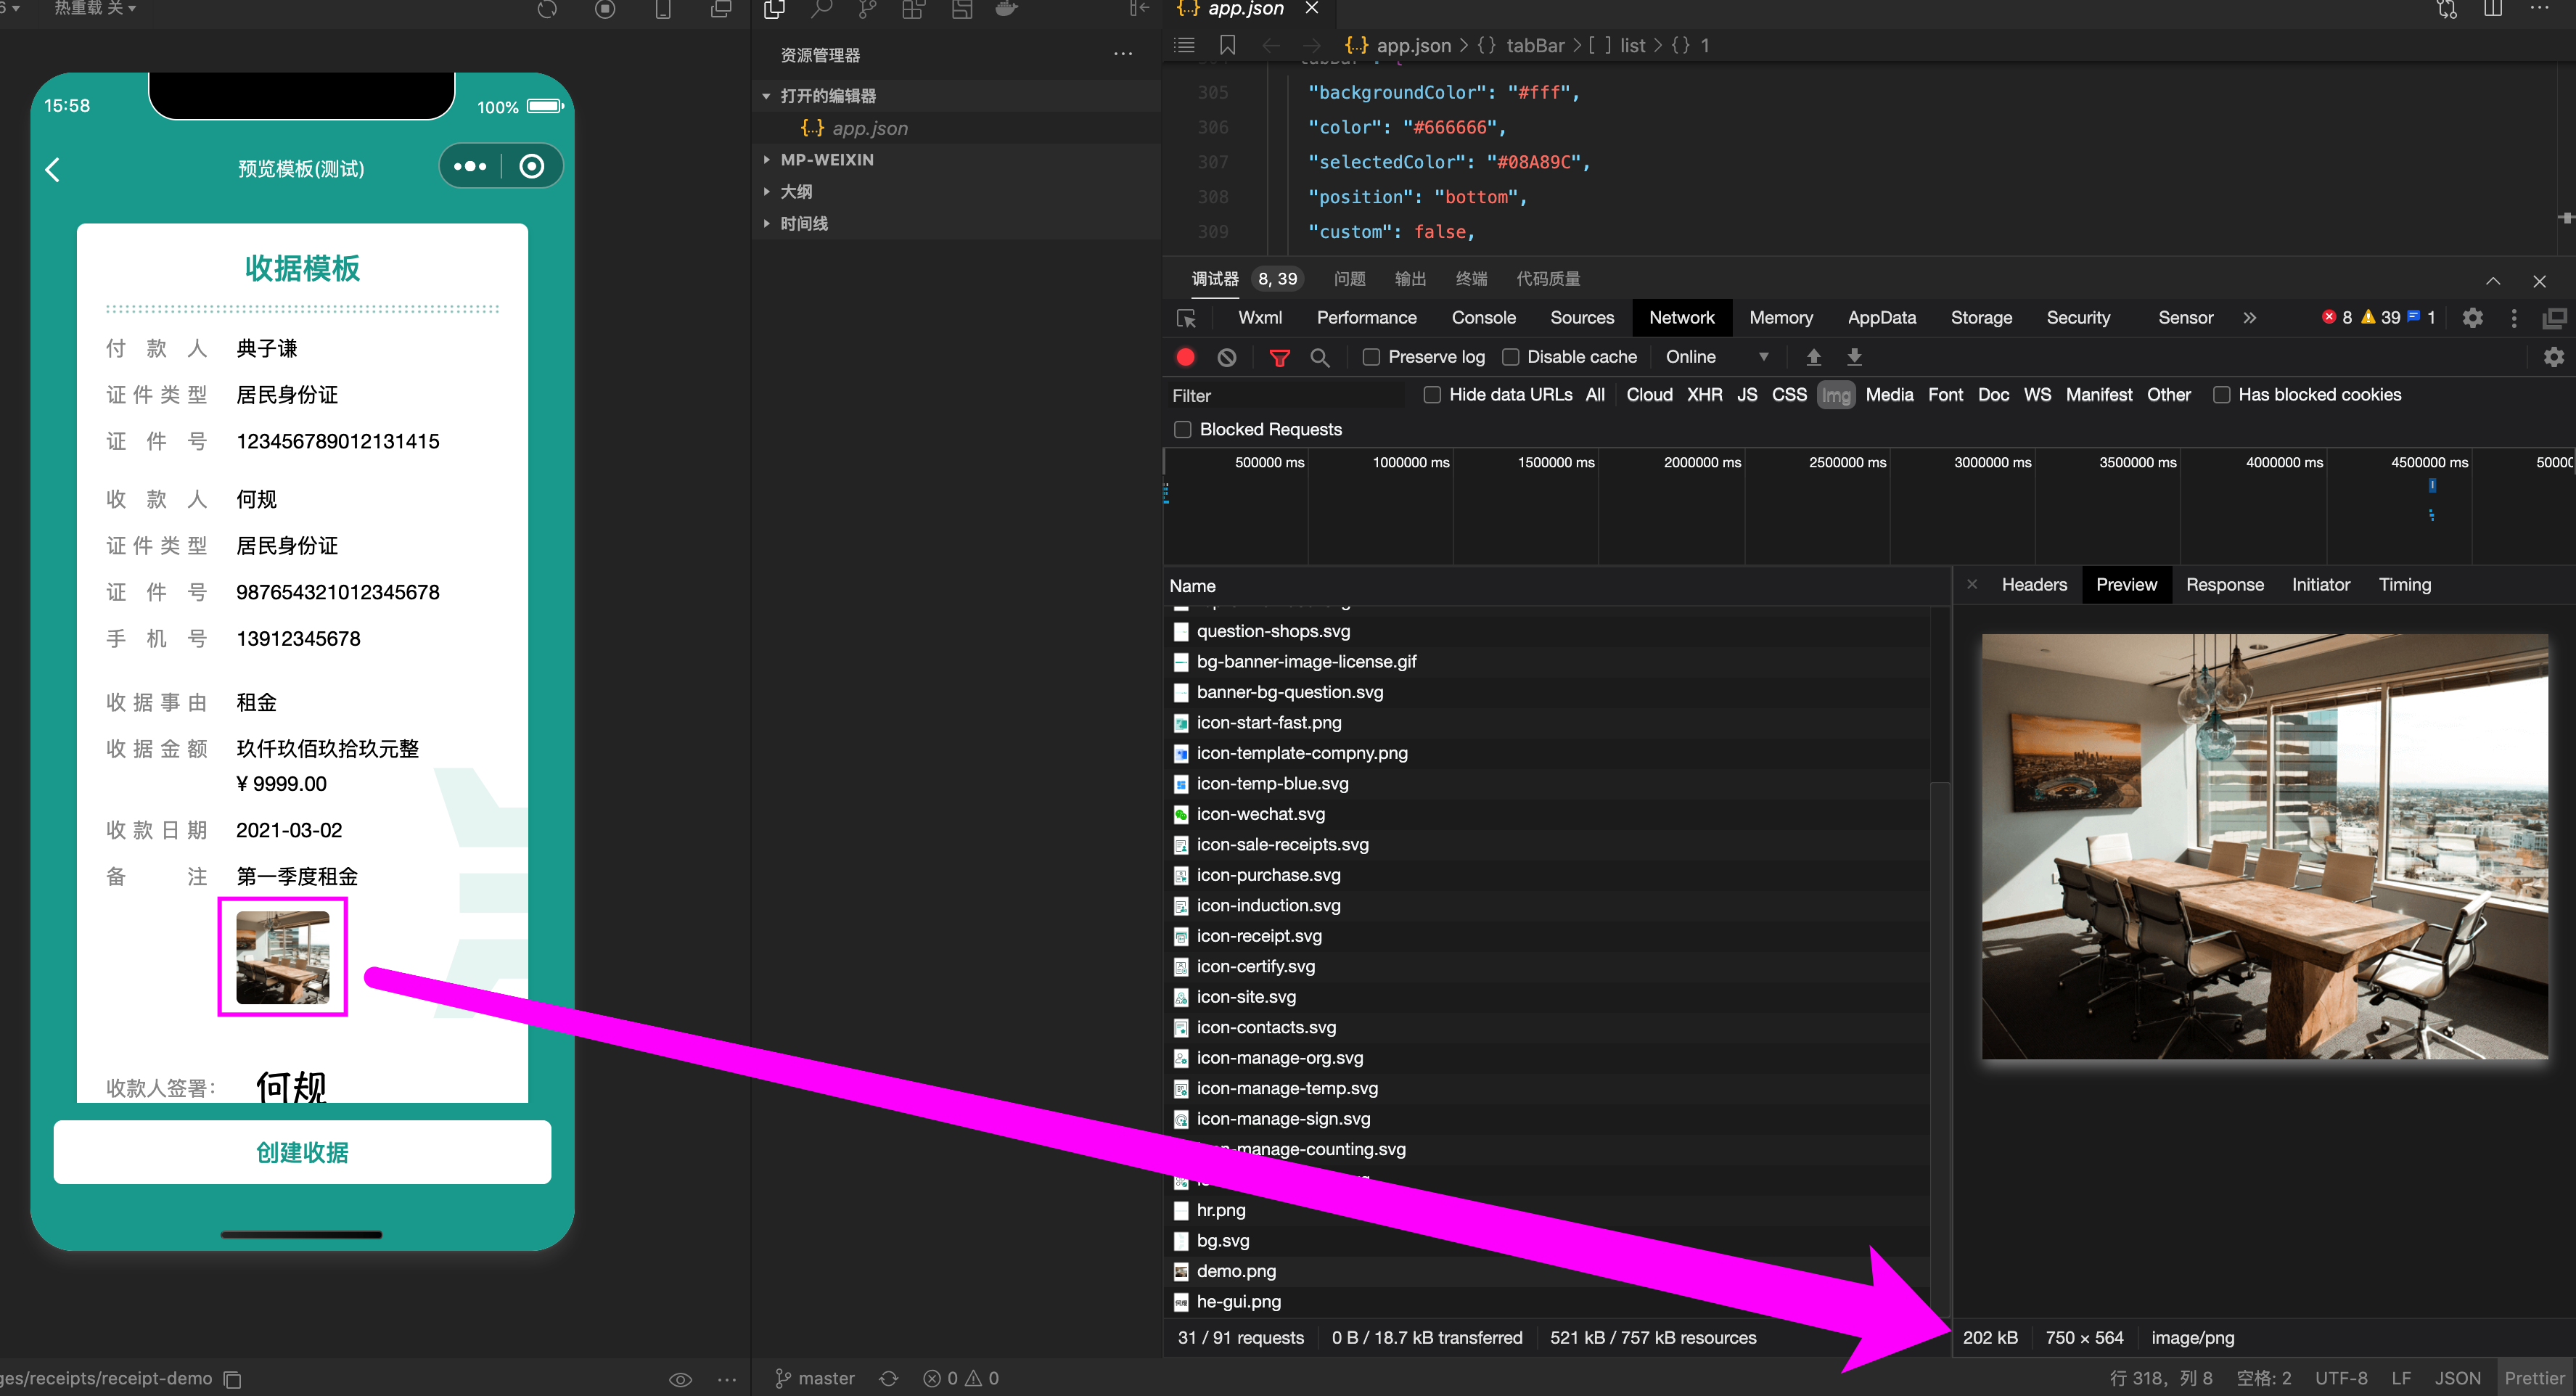 热重载 关
15:58
100%
预览模板(测试)
收据模板
付款人 典子谦
证件类型 居民身份证
证件号 123456789012131415
收款人 何规
证件类型 居民身份证
证件号 987654321012345678
手机号 13912345678
收据事由 租金
收据金额 玖仟玖佰玖拾玖元整
¥ 9999.00
收款日期 2021-03-02
备注 第一季度租金
收款人签署： 何规
创建收据
ges/receipts/receipt-demo
资源管理器
打开的编辑器
{..} app.json
MP-WEIXIN
大纲
时间线
master
0 0
{..} app.json
{..} app.json > {} tabBar > [ ] list > {} 1
305 "backgroundColor": "#fff",
306 "color": "#666666",
307 "selectedColor": "#08A89C",
308 "position": "bottom",
309 "custom": false,
调试器 8, 39 问题 输出 终端 代码质量
Wxml Performance Console Sources Network Memory AppData Storage Security Sensor 8 39 1
Preserve log Disable cache Online
Filter Hide data URLs All Cloud XHR JS CSS Img Media Font Doc WS Manifest Other Has blocked cookies
Blocked Requests
500000 ms 1000000 ms 1500000 ms 2000000 ms 2500000 ms 3000000 ms 3500000 ms 4000000 ms 4500000 ms 5000
Name
question-shops.svg
bg-banner-image-license.gif
banner-bg-question.svg
icon-start-fast.png
icon-template-compny.png
icon-temp-blue.svg
icon-wechat.svg
icon-sale-receipts.svg
icon-purchase.svg
icon-induction.svg
icon-receipt.svg
icon-certify.svg
icon-site.svg
icon-contacts.svg
icon-manage-org.svg
icon-manage-temp.svg
icon-manage-sign.svg
-manage-counting.svg
hr.png
bg.svg
demo.png
he-gui.png
31 / 91 requests 0 B / 18.7 kB transferred 521 kB / 757 kB resources
Headers Preview Response Initiator Timing
202 kB 750 × 564 image/png
行 318，列 8 空格: 2 UTF-8 LF JSON Prettier